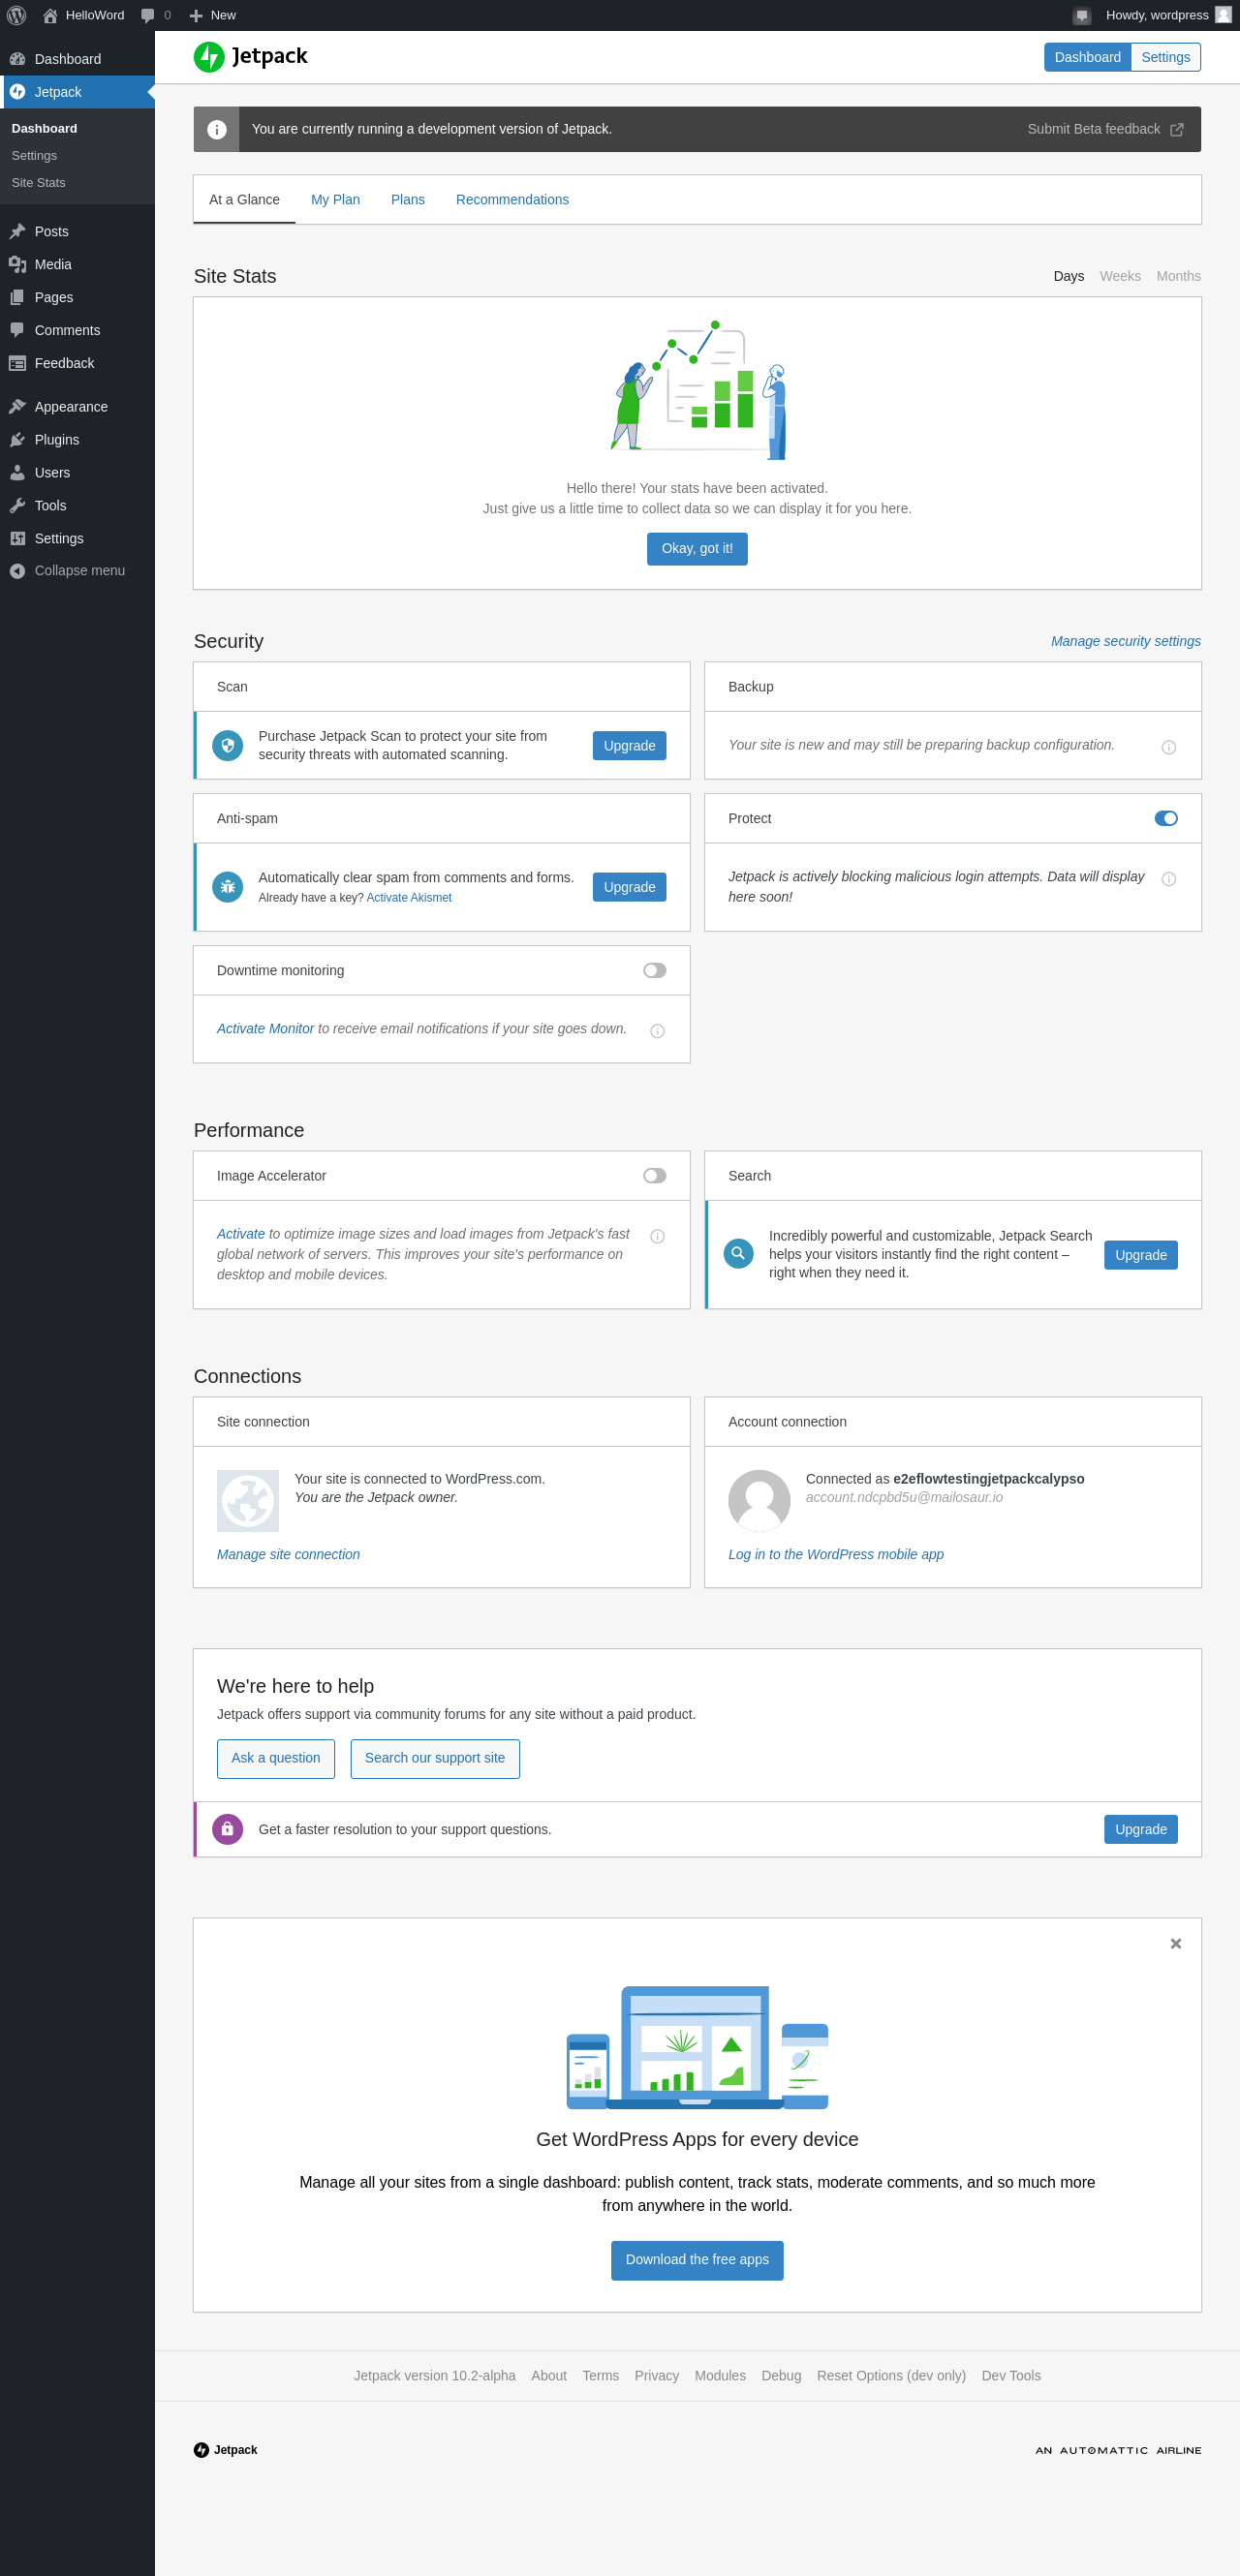 HelloWord 0 New Howdy, wordpress
Dashboard
Jetpack
Dashboard
Settings
Site Stats
Posts
Media
Pages
Comments
Feedback
Appearance
Plugins
Users
Tools
Settings
Collapse menu
Jetpack
Dashboard Settings
You are currently running a development version of Jetpack. Submit Beta feedback
At a Glance My Plan Plans Recommendations
Site Stats Days Weeks Months
Hello there! Your stats have been activated.
Just give us a little time to collect data so we can display it for you here.
Okay, got it!
Security Manage security settings
Scan
Purchase Jetpack Scan to protect your site from
security threats with automated scanning.
Upgrade
Backup
Your site is new and may still be preparing backup configuration.
Anti-spam
Automatically clear spam from comments and forms.
Already have a key? Activate Akismet
Upgrade
Protect
Jetpack is actively blocking malicious login attempts. Data will display
here soon!
Downtime monitoring
Activate Monitor to receive email notifications if your site goes down.
Performance
Image Accelerator
Activate to optimize image sizes and load images from Jetpack's fast
global network of servers. This improves your site's performance on
desktop and mobile devices.
Search
Incredibly powerful and customizable, Jetpack Search
helps your visitors instantly find the right content –
right when they need it.
Upgrade
Connections
Site connection
Your site is connected to WordPress.com.
You are the Jetpack owner.
Manage site connection
Account connection
Connected as e2eflowtestingjetpackcalypso
account.ndcpbd5u@mailosaur.io
Log in to the WordPress mobile app
We're here to help
Jetpack offers support via community forums for any site without a paid product.
Ask a question Search our support site
Get a faster resolution to your support questions. Upgrade
Get WordPress Apps for every device
Manage all your sites from a single dashboard: publish content, track stats, moderate comments, and so much more
from anywhere in the world.
Download the free apps
Jetpack version 10.2-alpha About Terms Privacy Modules Debug Reset Options (dev only) Dev Tools
Jetpack AN AUTOMATTIC AIRLINE